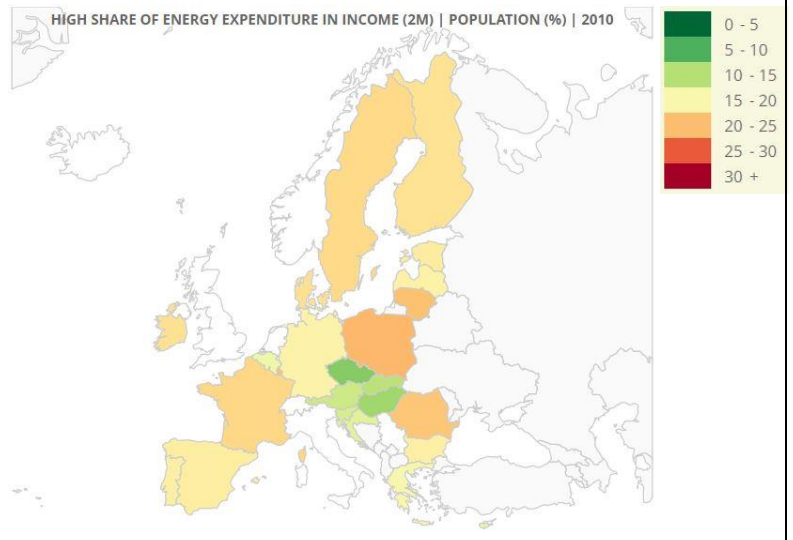 HIGH SHARE OF ENERGY EXPENDITURE IN INCOME (2M) | POPULATION (%) | 2010
0 - 5
5 - 10
10 - 15
15 - 20
20 - 25
25 - 30
30 +